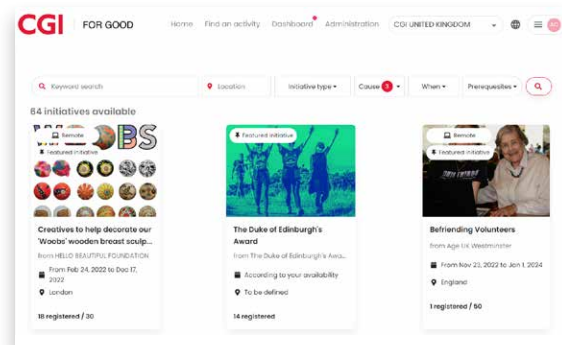 CGI FOR GOOD Home Find an activity Dashboard Administration CGI UNITED KINGDOM
Keyword search Location Initiative type Cause 3 When Prerequesites
64 initiatives available
Remote
Featured initiative
Creatives to help decorate our
'Woobs' wooden breast sculp...
from HELLO BEAUTIFUL FOUNDATION
From Feb 24, 2022 to Dec 17,
2022
London
18 registered / 30
Featured initiative
The Duke of Edinburgh's
Award
from The Duke of Edinburgh's Awa...
According to your availability
To be defined
14 registered
Remote
Featured initiative
Befriending Volunteers
from Age UK Westminster
From Nov 23, 2022 to Jan 1, 2024
England
1 registered / 50